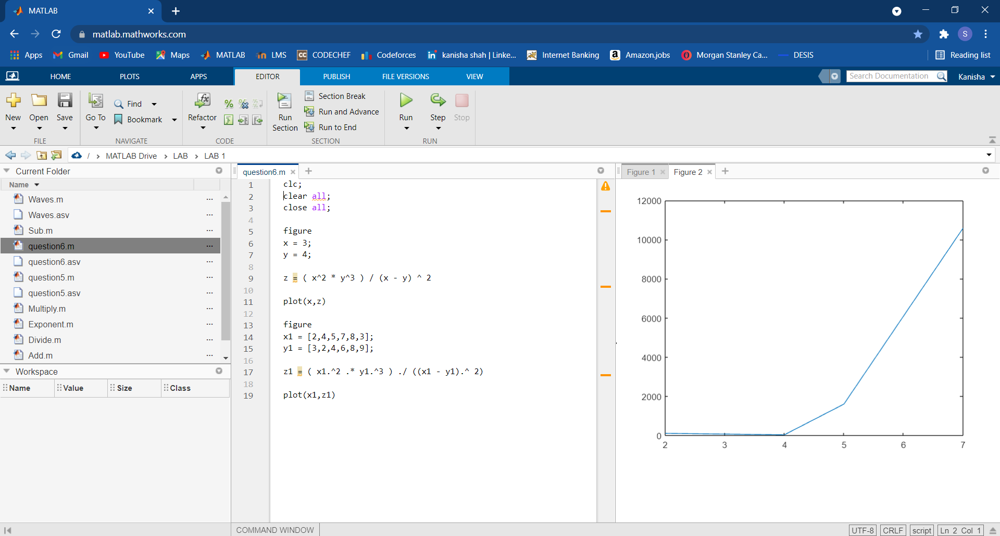 MATLAB
matlab.mathworks.com
Apps Gmail YouTube Maps MATLAB LMS CC CODECHEF Codeforces kanisha shah | Linke... Internet Banking Amazon.jobs Morgan Stanley Ca... DESIS Reading list
HOME PLOTS APPS EDITOR PUBLISH FILE VERSIONS VIEW Search Documentation Kanisha
New Open Save Go To Find Bookmark Refactor Run Section Section Break Run and Advance Run to End Run Step Stop
FILE NAVIGATE CODE SECTION RUN
/ > MATLAB Drive > LAB > LAB 1
Current Folder
Name
Waves.m ...
Waves.asv ...
Sub.m ...
question6.m ...
question6.asv ...
question5.m ...
question5.asv ...
Multiply.m ...
Exponent.m ...
Divide.m ...
Add.m ...
Workspace
Name Value Size Class
question6.m
1 clc;
2 clear all;
3 close all;
4
5 figure
6 x = 3;
7 y = 4;
8
9 z = ( x^2 * y^3 ) / (x - y) ^ 2
10
11 plot(x,z)
12
13 figure
14 x1 = [2,4,5,7,8,3];
15 y1 = [3,2,4,6,8,9];
16
17 z1 = ( x1.^2 .* y1.^3 ) ./ ((x1 - y1).^ 2)
18
19 plot(x1,z1)
Figure 1 Figure 2
12000
10000
8000
6000
4000
2000
0
2 3 4 5 6 7
COMMAND WINDOW
UTF-8 CRLF script Ln 2 Col 1